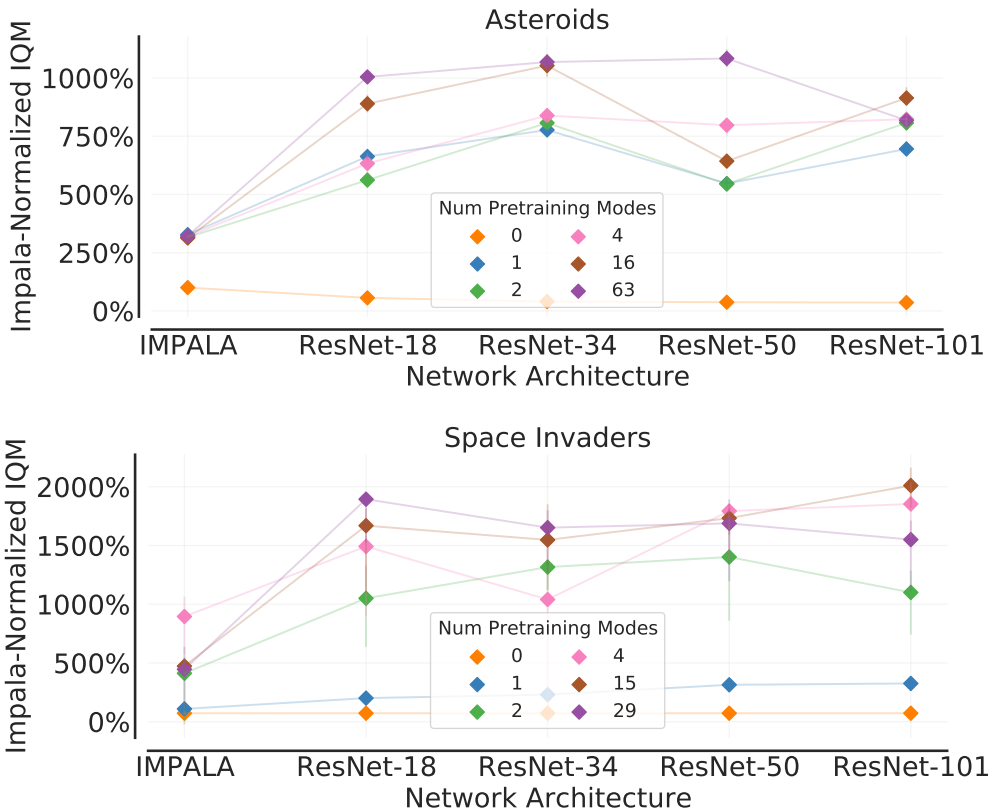 Asteroids
Impala-Normalized IQM
1000%
750%
500%
250%
0%
Num Pretraining Modes
0 4
1 16
2 63
IMPALA ResNet-18 ResNet-34 ResNet-50 ResNet-101
Network Architecture
Space Invaders
Impala-Normalized IQM
2000%
1500%
1000%
500%
0%
Num Pretraining Modes
0 4
1 15
2 29
IMPALA ResNet-18 ResNet-34 ResNet-50 ResNet-101
Network Architecture